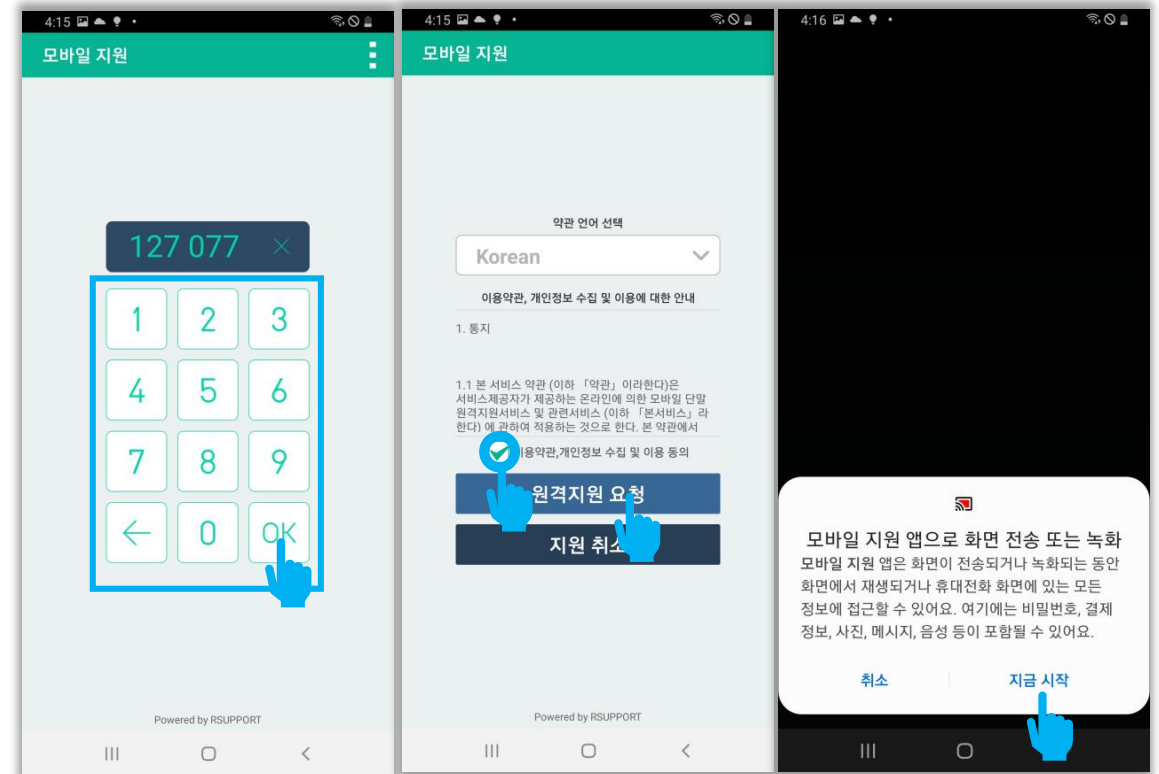 4:15
모바일 지원
127 077 ×
1 2 3
4 5 6
7 8 9
← 0 OK
Powered by RSUPPORT
4:15
모바일 지원
약관 언어 선택
Korean
이용약관, 개인정보 수집 및 이용에 대한 안내
1. 통지
1.1 본 서비스 약관 (이하 「약관」이라한다)은
서비스제공자가 제공하는 온라인에 의한 모바일 단말
원격지원서비스 및 관련서비스 (이하 「본서비스」라
한다) 에 관하여 적용하는 것으로 한다. 본 약관에서
이용약관,개인정보 수집 및 이용 동의
원격지원 요청
지원 취소
Powered by RSUPPORT
4:16
모바일 지원 앱으로 화면 전송 또는 녹화
모바일 지원 앱은 화면이 전송되거나 녹화되는 동안
화면에서 재생되거나 휴대전화 화면에 있는 모든
정보에 접근할 수 있어요. 여기에는 비밀번호, 결제
정보, 사진, 메시지, 음성 등이 포함될 수 있어요.
취소 지금 시작